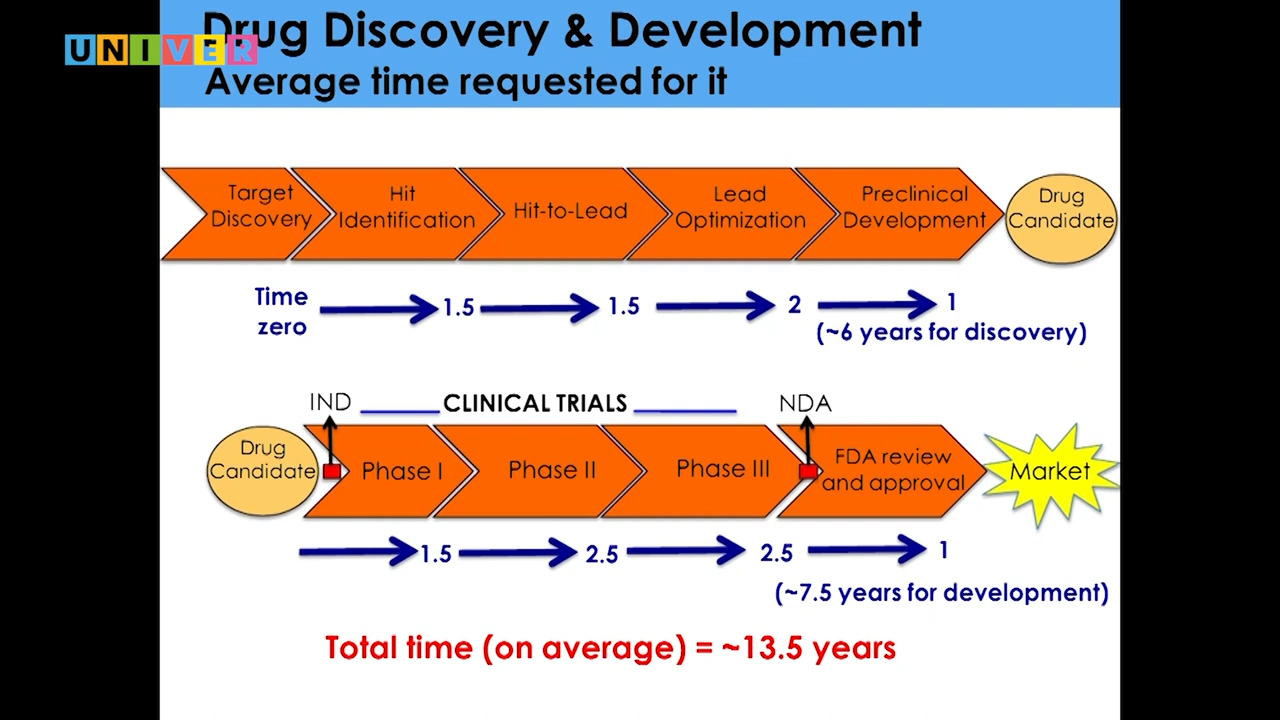 UNIVER
Drug Discovery & Development
Average time requested for it
Target
Discovery
Hit
Identification
Hit-to-Lead
Lead
Optimization
Preclinical
Development
Drug
Candidate
Time
zero
1.5
1.5
2
1
(~6 years for discovery)
IND
CLINICAL TRIALS
NDA
Drug
Candidate
Phase I
Phase II
Phase III
FDA review
and approval
Market
1.5
2.5
2.5
1
(~7.5 years for development)
Total time (on average) = ~13.5 years